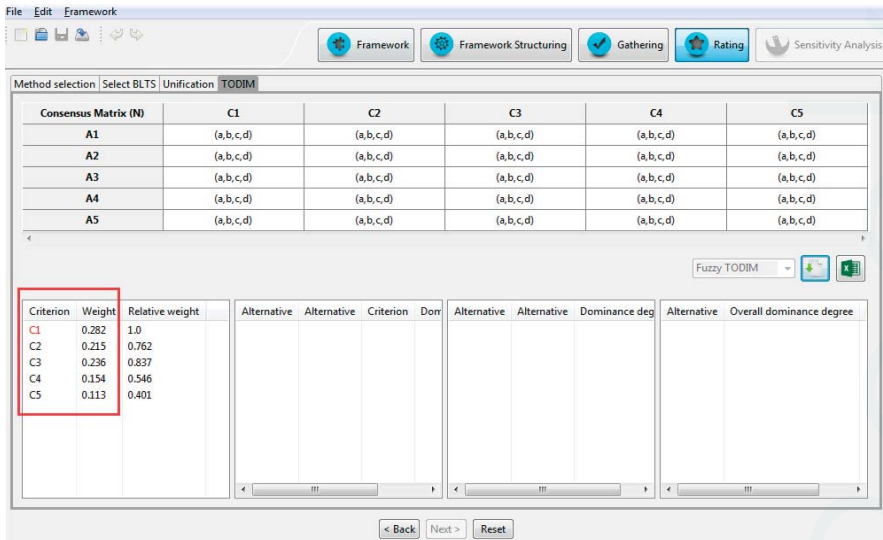 File Edit Framework
Framework Framework Structuring Gathering Rating Sensitivity Analysis
Method selection Select BLTS Unification TODIM
Consensus Matrix (N) C1 C2 C3 C4 C5
A1 (a,b,c,d) (a,b,c,d) (a,b,c,d) (a,b,c,d) (a,b,c,d)
A2 (a,b,c,d) (a,b,c,d) (a,b,c,d) (a,b,c,d) (a,b,c,d)
A3 (a,b,c,d) (a,b,c,d) (a,b,c,d) (a,b,c,d) (a,b,c,d)
A4 (a,b,c,d) (a,b,c,d) (a,b,c,d) (a,b,c,d) (a,b,c,d)
A5 (a,b,c,d) (a,b,c,d) (a,b,c,d) (a,b,c,d) (a,b,c,d)
Fuzzy TODIM
Criterion Weight Relative weight Alternative Alternative Criterion Dom Alternative Alternative Dominance deg Alternative Overall dominance degree
C1 0.282 1.0
C2 0.215 0.762
C3 0.236 0.837
C4 0.154 0.546
C5 0.113 0.401
< Back Next > Reset